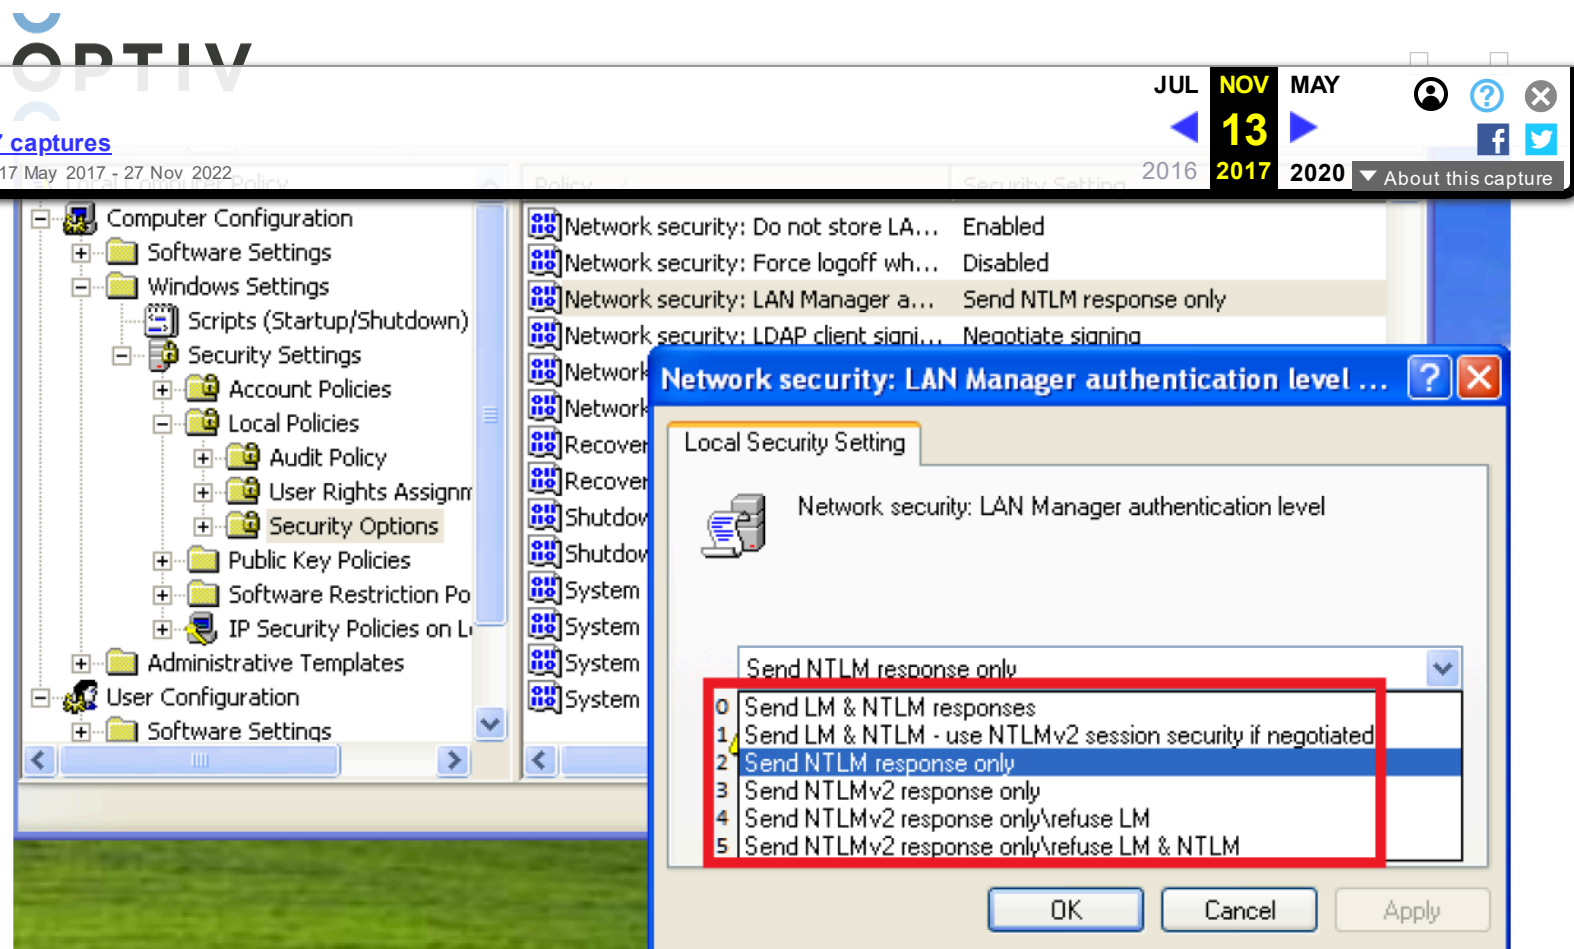 OPTIV
JUL NOV MAY
captures
13
17 May 2017 - 27 Nov 2022
2016 2017 2020
About this capture
Local Computer Policy
Policy
Security Setting
Computer Configuration
Software Settings
Windows Settings
Scripts (Startup/Shutdown)
Security Settings
Account Policies
Local Policies
Audit Policy
User Rights Assignm
Security Options
Public Key Policies
Software Restriction Po
IP Security Policies on L
Administrative Templates
User Configuration
Software Settings
Network security: Do not store LA... Enabled
Network security: Force logoff wh... Disabled
Network security: LAN Manager a... Send NTLM response only
Network security: LDAP client signi... Negotiate signing
Network
Network
Recover
Recover
Shutdow
Shutdow
System
System
System
System
Network security: LAN Manager authentication level ...
Local Security Setting
Network security: LAN Manager authentication level
Send NTLM response only
0 Send LM & NTLM responses
1 Send LM & NTLM - use NTLMv2 session security if negotiated
2 Send NTLM response only
3 Send NTLMv2 response only
4 Send NTLMv2 response only\refuse LM
5 Send NTLMv2 response only\refuse LM & NTLM
OK
Cancel
Apply